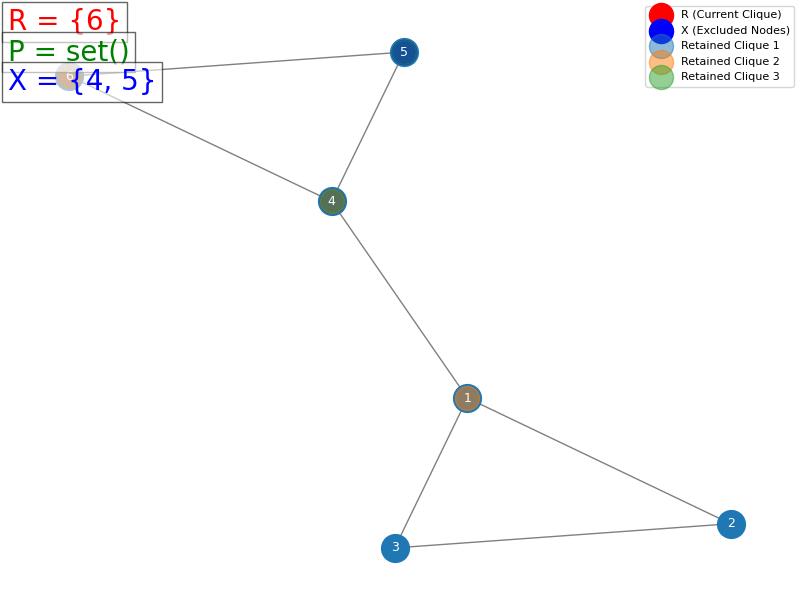 R = {6}
P = set()
X = {4, 5}
R (Current Clique)
X (Excluded Nodes)
Retained Clique 1
Retained Clique 2
Retained Clique 3
6
5
4
1
2
3